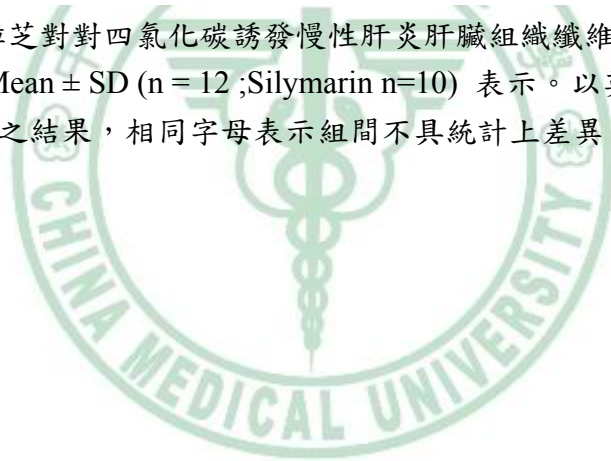 芝對對四氯化碳誘發慢性肝炎肝臟組織纖維
Mean ± SD (n = 12 ;Silymarin n=10) 表示。以
之結果，相同字母表示組間不具統計上差異
CHINA MEDICAL UNIVERSITY